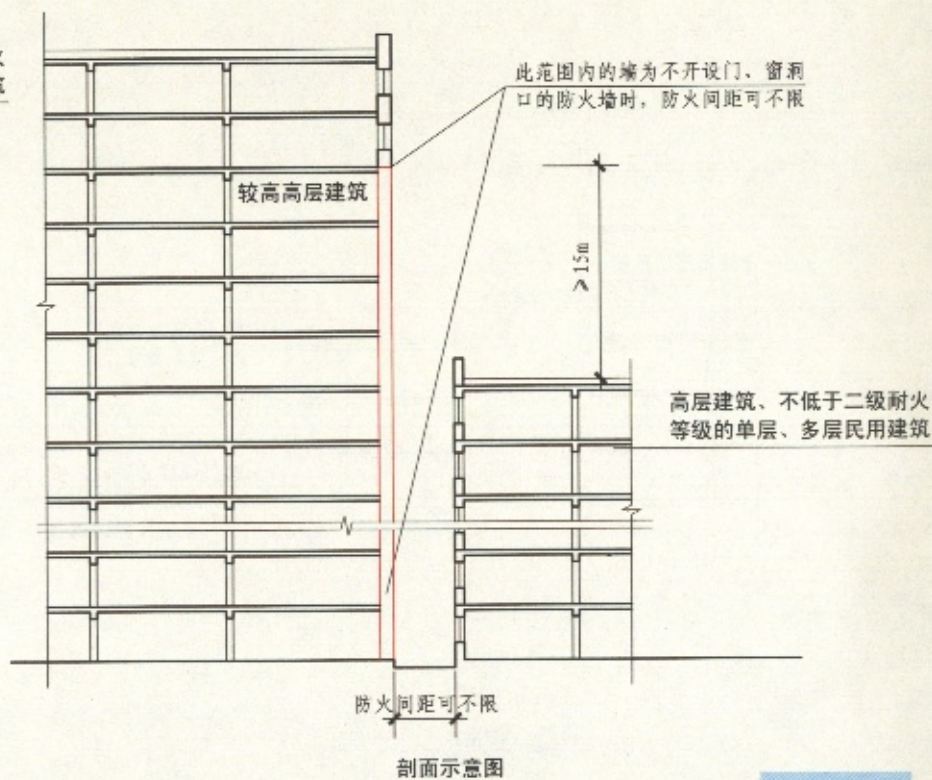 此范围内的墙为不开设门、窗洞
口的防火墙时，防火间距可不限
较高高层建筑
≥15m
高层建筑、不低于二级耐火
等级的单层、多层民用建筑
防火间距可不限
剖面示意图